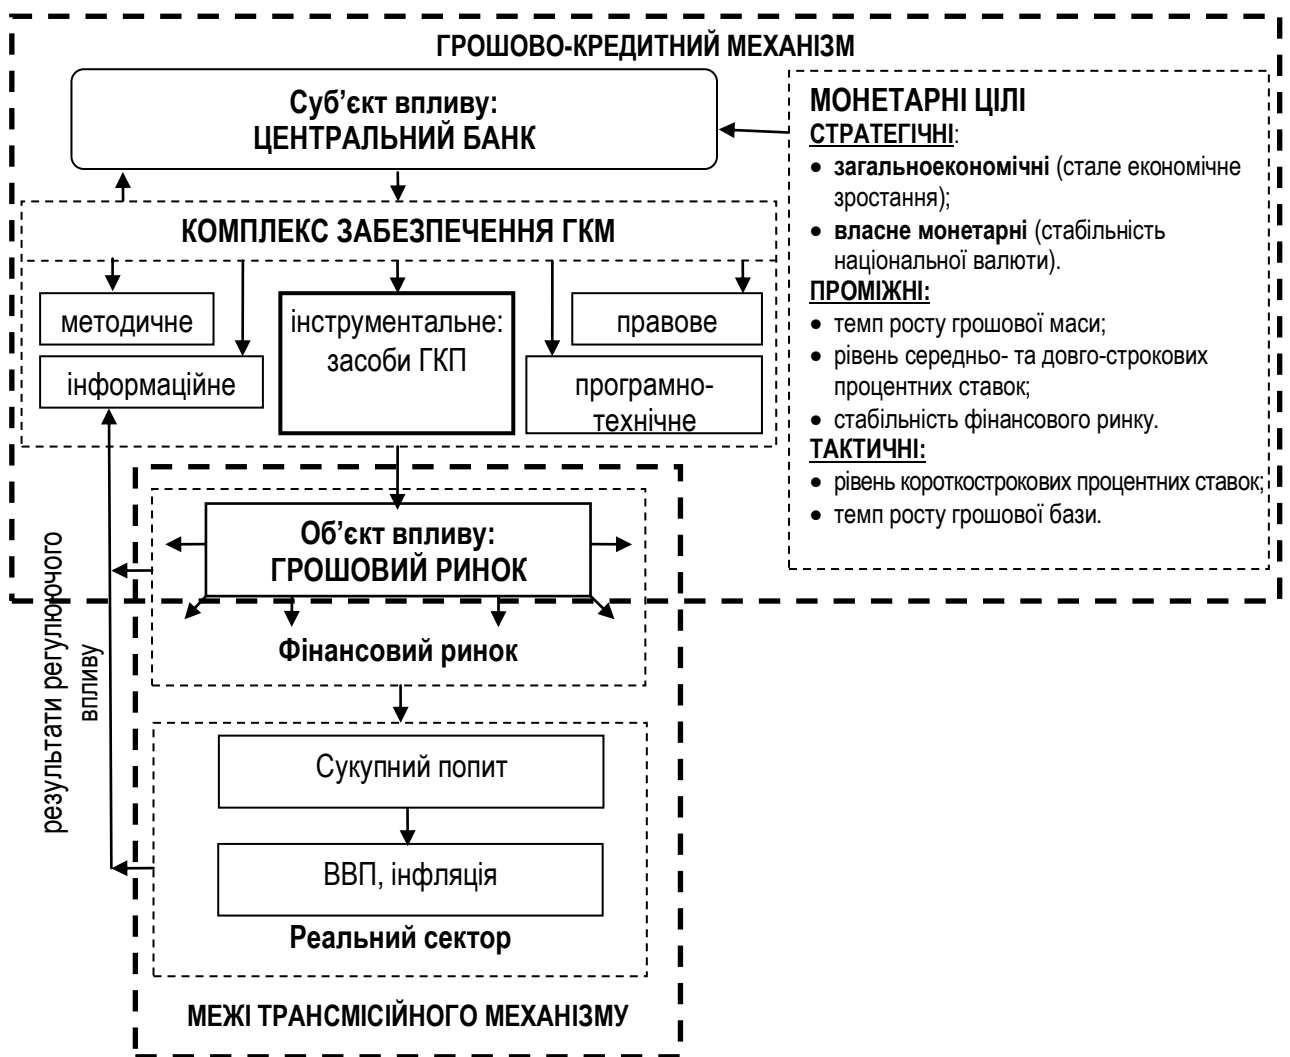 ГРОШОВО-КРЕДИТНИЙ МЕХАНІЗМ
Суб’єкт впливу:
ЦЕНТРАЛЬНИЙ БАНК
МОНЕТАРНІ ЦІЛІ
СТРАТЕГІЧНІ:
• загальноекономічні (стале економічне
зростання);
• власне монетарні (стабільність
національної валюти).
ПРОМІЖНІ:
• темп росту грошової маси;
• рівень середньо- та довго-строкових
процентних ставок;
• стабільність фінансового ринку.
ТАКТИЧНІ:
• рівень короткострокових процентних ставок;
• темп росту грошової бази.
КОМПЛЕКС ЗАБЕЗПЕЧЕННЯ ГКМ
методичне
інформаційне
інструментальне:
засоби ГКП
правове
програмно-
технічне
Об’єкт впливу:
ГРОШОВИЙ РИНОК
Фінансовий ринок
результати регулюючого
впливу
Сукупний попит
ВВП, інфляція
Реальний сектор
МЕЖІ ТРАНСМІСІЙНОГО МЕХАНІЗМУ